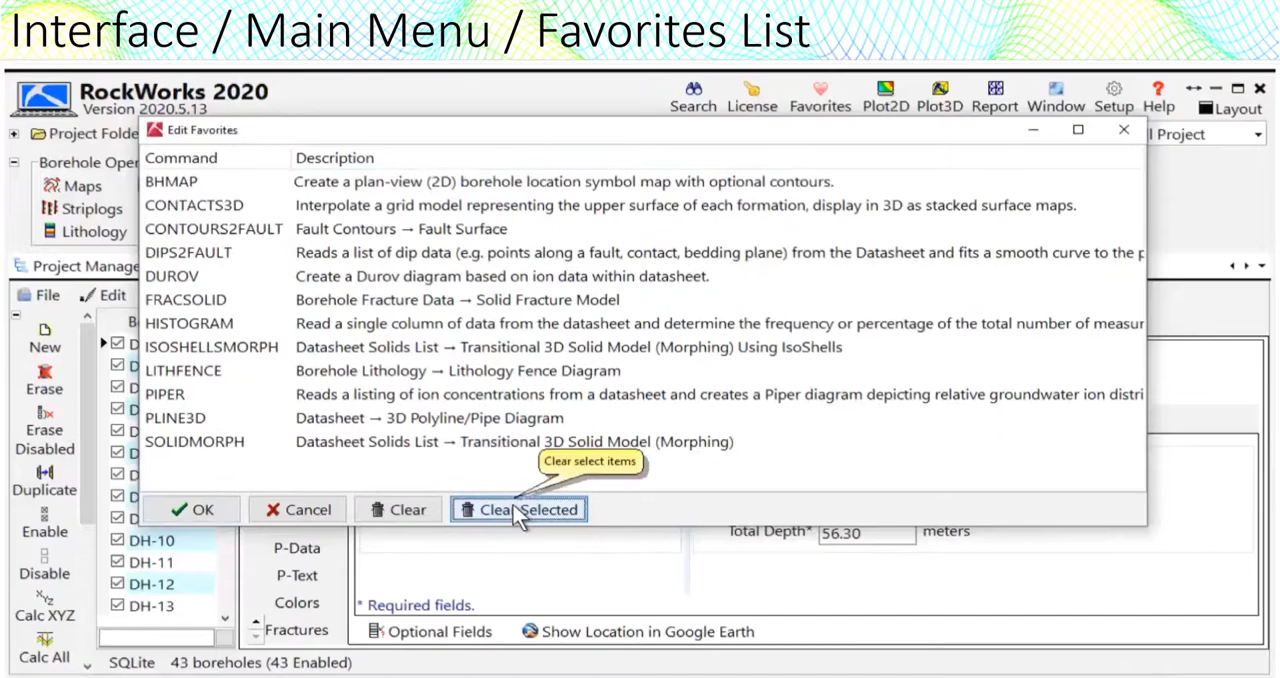 Interface / Main Menu / Favorites List
RockWorks 2020
Version 2020.5.13
Search License Favorites Plot2D Plot3D Report Window Setup Help Layout
Project Folde
Edit Favorites
l Project
Borehole Oper
Maps
Striplogs
Lithology
Command Description
BHMAP Create a plan-view (2D) borehole location symbol map with optional contours.
CONTACTS3D Interpolate a grid model representing the upper surface of each formation, display in 3D as stacked surface maps.
CONTOURS2FAULT Fault Contours → Fault Surface
DIPS2FAULT Reads a list of dip data (e.g. points along a fault, contact, bedding plane) from the Datasheet and fits a smooth curve to the p
DUROV Create a Durov diagram based on ion data within datasheet.
FRACSOLID Borehole Fracture Data → Solid Fracture Model
HISTOGRAM Read a single column of data from the datasheet and determine the frequency or percentage of the total number of measur
ISOSHELLSMORPH Datasheet Solids List → Transitional 3D Solid Model (Morphing) Using IsoShells
LITHFENCE Borehole Lithology → Lithology Fence Diagram
PIPER Reads a listing of ion concentrations from a datasheet and creates a Piper diagram depicting relative groundwater ion distri
PLINE3D Datasheet → 3D Polyline/Pipe Diagram
SOLIDMORPH Datasheet Solids List → Transitional 3D Solid Model (Morphing)
Clear select items
OK Cancel Clear Clear Selected
Project Manage
File Edit
New
Erase
Erase
Disabled
Duplicate
Enable
Disable
Calc XYZ
Calc All
B
D
D
D
D
D
D
D
D
D
DH-10
DH-11
DH-12
DH-13
P-Data
P-Text
Colors
Fractures
Total Depth* 56.30 meters
* Required fields.
Optional Fields Show Location in Google Earth
SQLite 43 boreholes (43 Enabled)